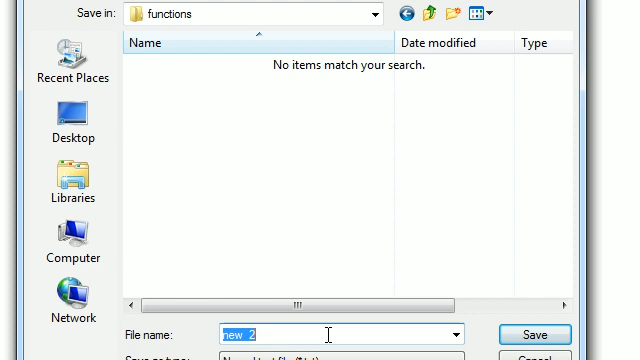 Save in: functions
Name Date modified Type
No items match your search.
Recent Places
Desktop
Libraries
Computer
Network
File name: new 2 Save